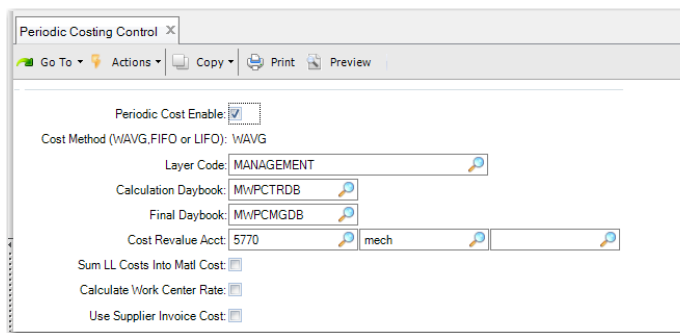 Periodic Costing Control X
Go To Actions Copy Print Preview
Periodic Cost Enable:
Cost Method (WAVG,FIFO or LIFO): WAVG
Layer Code: MANAGEMENT
Calculation Daybook: MWPCTRDB
Final Daybook: MWPCMGDB
Cost Revalue Acct: 5770 mech
Sum LL Costs Into Matl Cost:
Calculate Work Center Rate:
Use Supplier Invoice Cost: